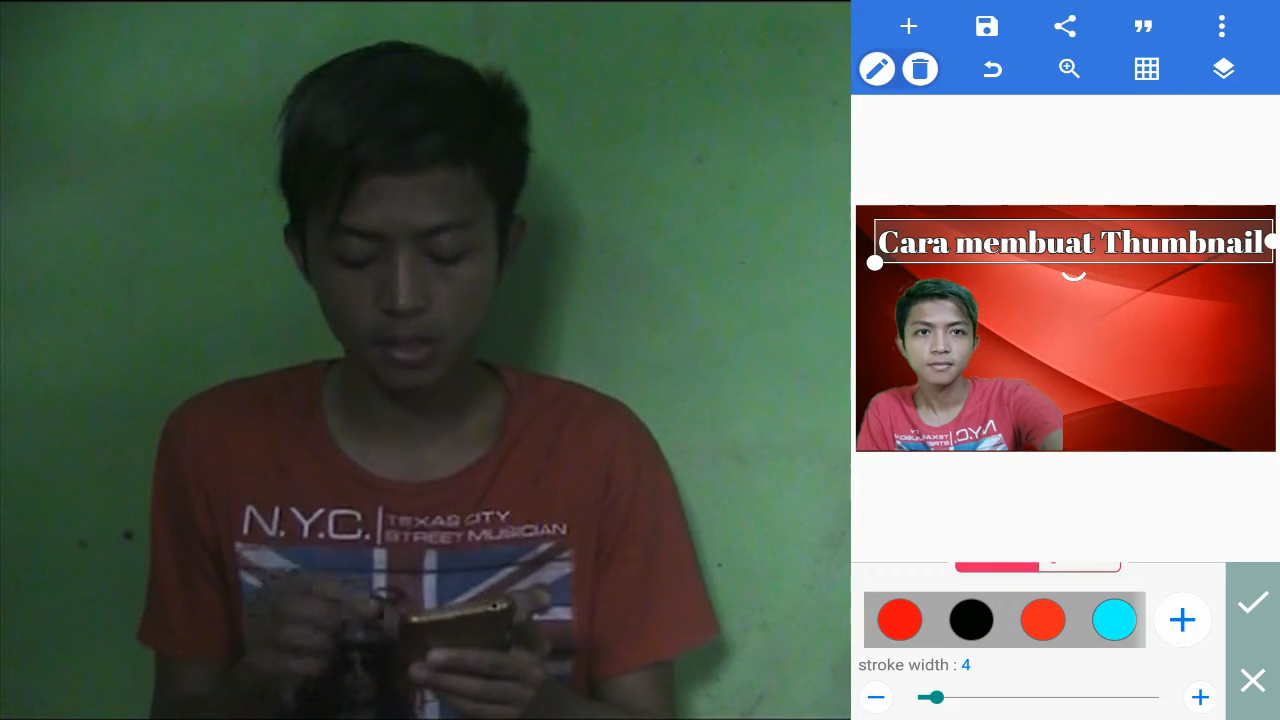 N.Y.C. TEXAS CITY
STREET MUSICIAN
Cara membuat Thumbnail
N.Y.C.
stroke width : 4